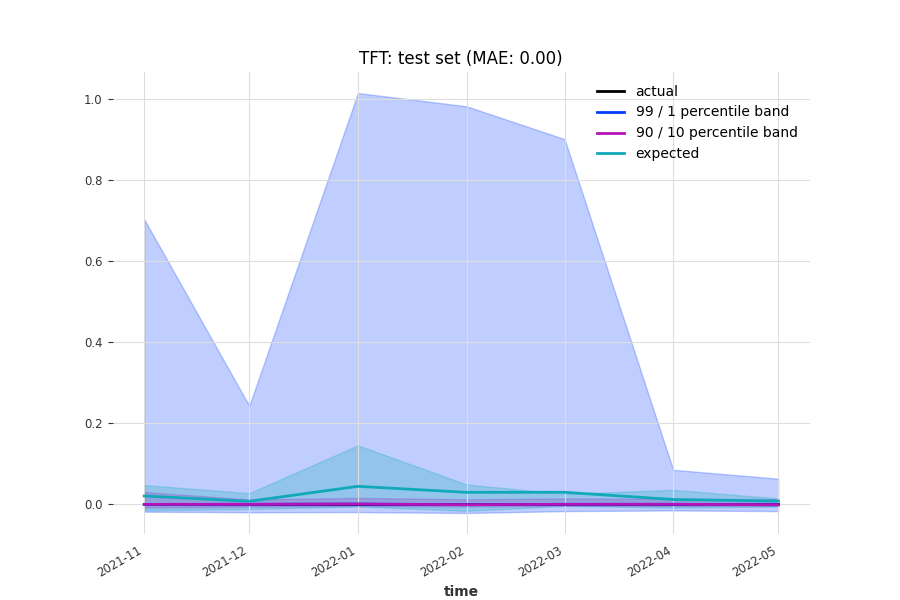 TFT: test set (MAE: 0.00)
actual
99 / 1 percentile band
90 / 10 percentile band
expected
1.0
0.8
0.6
0.4
0.2
0.0
2021-11
2021-12
2022-01
2022-02
2022-03
2022-04
2022-05
time